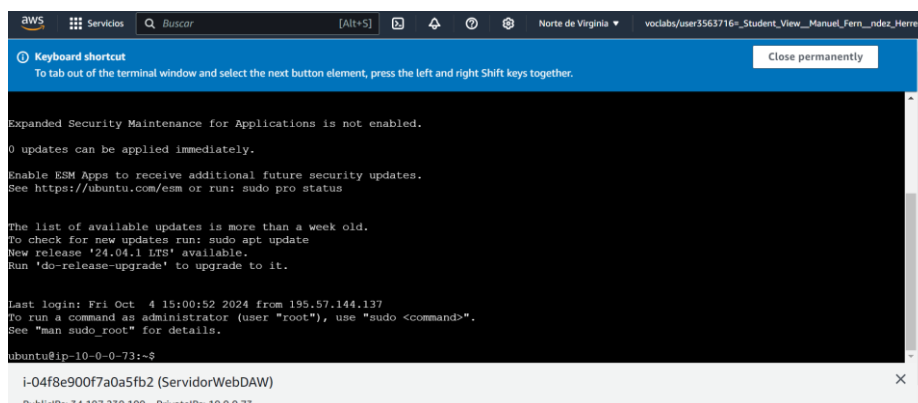 aws Servicios Buscar [Alt+S] Norte de Virginia ▼ voclabs/user3563716=_Student_View__Manuel_Fern__ndez_Herre
Keyboard shortcut
Close permanently
To tab out of the terminal window and select the next button element, press the left and right Shift keys together.
Expanded Security Maintenance for Applications is not enabled.
0 updates can be applied immediately.
Enable ESM Apps to receive additional future security updates.
See https://ubuntu.com/esm or run: sudo pro status
The list of available updates is more than a week old.
To check for new updates run: sudo apt update
New release '24.04.1 LTS' available.
Run 'do-release-upgrade' to upgrade to it.
Last login: Fri Oct  4 15:00:52 2024 from 195.57.144.137
To run a command as administrator (user "root"), use "sudo <command>".
See "man sudo_root" for details.
ubuntu@ip-10-0-0-73:~$
i-04f8e900f7a0a5fb2 (ServidorWebDAW)